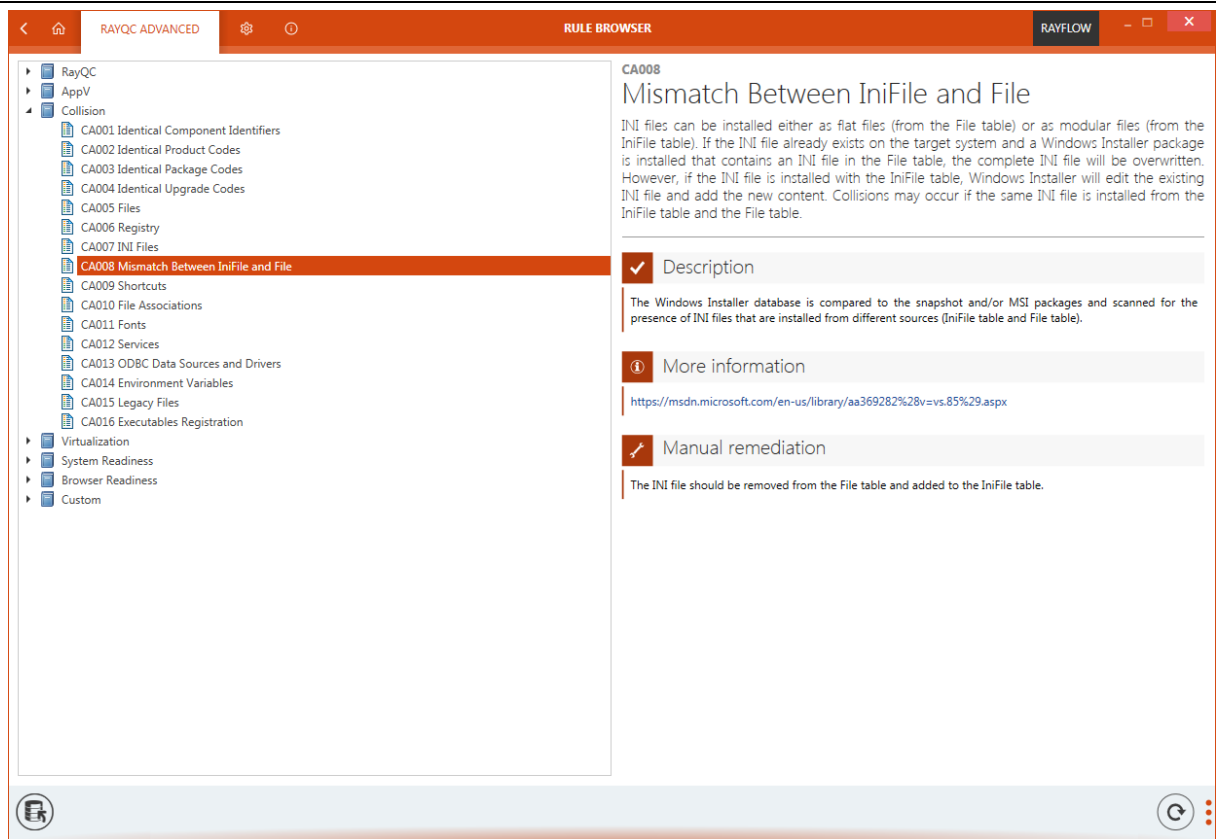 RAYQC ADVANCED
RULE BROWSER
RAYFLOW
RayQC
AppV
Collision
CA001 Identical Component Identifiers
CA002 Identical Product Codes
CA003 Identical Package Codes
CA004 Identical Upgrade Codes
CA005 Files
CA006 Registry
CA007 INI Files
CA008 Mismatch Between IniFile and File
CA009 Shortcuts
CA010 File Associations
CA011 Fonts
CA012 Services
CA013 ODBC Data Sources and Drivers
CA014 Environment Variables
CA015 Legacy Files
CA016 Executables Registration
Virtualization
System Readiness
Browser Readiness
Custom
CA008
Mismatch Between IniFile and File
INI files can be installed either as flat files (from the File table) or as modular files (from the
IniFile table). If the INI file already exists on the target system and a Windows Installer package
is installed that contains an INI file in the File table, the complete INI file will be overwritten.
However, if the INI file is installed with the IniFile table, Windows Installer will edit the existing
INI file and add the new content. Collisions may occur if the same INI file is installed from the
IniFile table and the File table.
Description
The Windows Installer database is compared to the snapshot and/or MSI packages and scanned for the
presence of INI files that are installed from different sources (IniFile table and File table).
More information
https://msdn.microsoft.com/en-us/library/aa369282%28v=vs.85%29.aspx
Manual remediation
The INI file should be removed from the File table and added to the IniFile table.